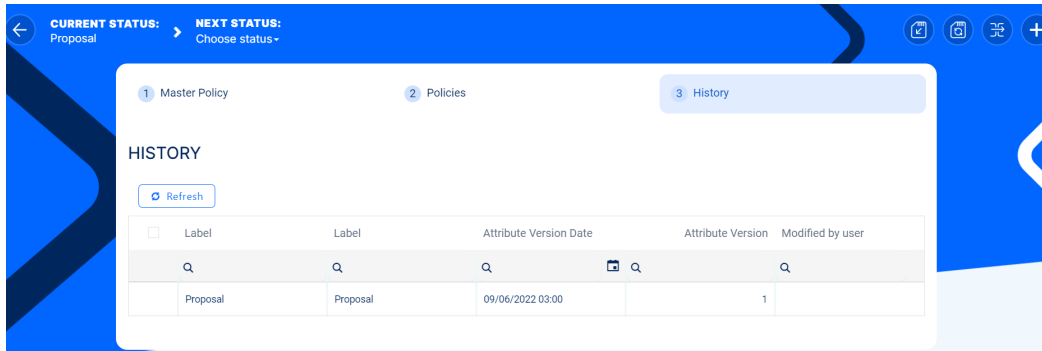 CURRENT STATUS:
Proposal
NEXT STATUS:
Choose status
1 Master Policy
2 Policies
3 History
HISTORY
Refresh
Label Label Attribute Version Date Attribute Version Modified by user
Proposal Proposal 09/06/2022 03:00 1